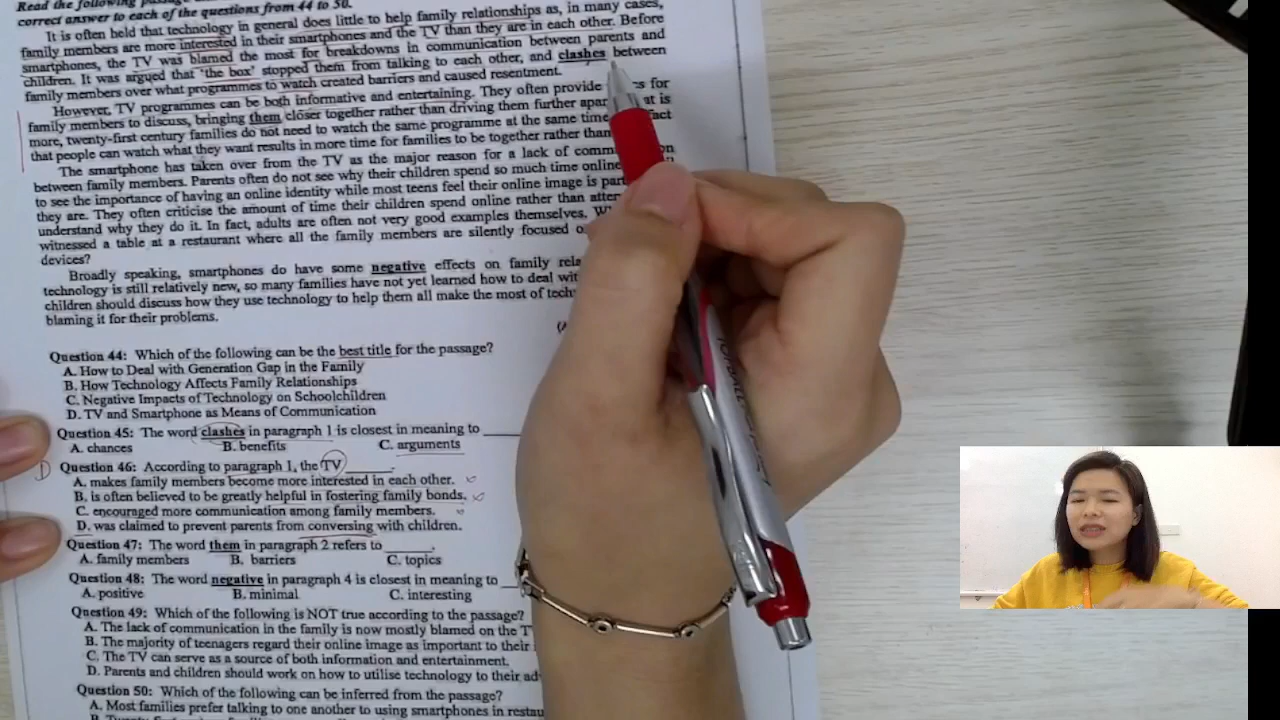 Read the following
correct answer to each of the questions from 44 to 50.
It is often held that technology in general does little to help family relationships as, in many cases,
family members are more interested in their smartphones and the TV than they are in each other. Before
smartphones, the TV was blamed the most for breakdowns in communication between parents and
children. It was argued that 'the box' stopped them from talking to each other, and clashes between
family members over what programmes to watch created barriers and caused resentment.
However, TV programmes can be both informative and entertaining. They often provide for
family members to discuss, bringing them closer together rather than driving them further at is
more, twenty-first century families do not need to watch the same programme at the same time fact
that people can watch what they want results in more time for families to be together rather
The smartphone has taken over from the TV as the major reason for a lack of
between family members. Parents often do not see why their children spend so much time online
to see the importance of having an online identity while most teens feel their online image is
they are. They often criticise the amount of time their children spend online rather than
understand why they do it. In fact, adults are often not very good examples themselves.
witnessed a table at a restaurant where all the family members are silently focused
devices?
Broadly speaking, smartphones do have some negative effects on family
technology is still relatively new, so many families have not yet learned how to deal
children should discuss how they use technology to help them all make the most of
blaming it for their problems.
Question 44: Which of the following can be the best title for the passage?
A. How to Deal with Generation Gap in the Family
B. How Technology Affects Family Relationships
C. Negative Impacts of Technology on Schoolchildren
D. TV and Smartphone as Means of Communication
Question 45: The word clashes in paragraph 1 is closest in meaning to ______
A. chances B. benefits C. arguments
D Question 46: According to paragraph 1, the TV ______.
A. makes family members become more interested in each other.
B. is often believed to be greatly helpful in fostering family bonds.
C. encouraged more communication among family members.
D. was claimed to prevent parents from conversing with children.
Question 47: The word them in paragraph 2 refers to ______.
A. family members B. barriers C. topics
Question 48: The word negative in paragraph 4 is closest in meaning to
A. positive B. minimal C. interesting
Question 49: Which of the following is NOT true according to the passage?
A. The lack of communication in the family is now mostly blamed on the
B. The majority of teenagers regard their online image as important to their
C. The TV can serve as a source of both information and entertainment.
D. Parents and children should work on how to utilise technology to their
Question 50: Which of the following can be inferred from the passage?
A. Most families prefer talking to one another to using smartphones in